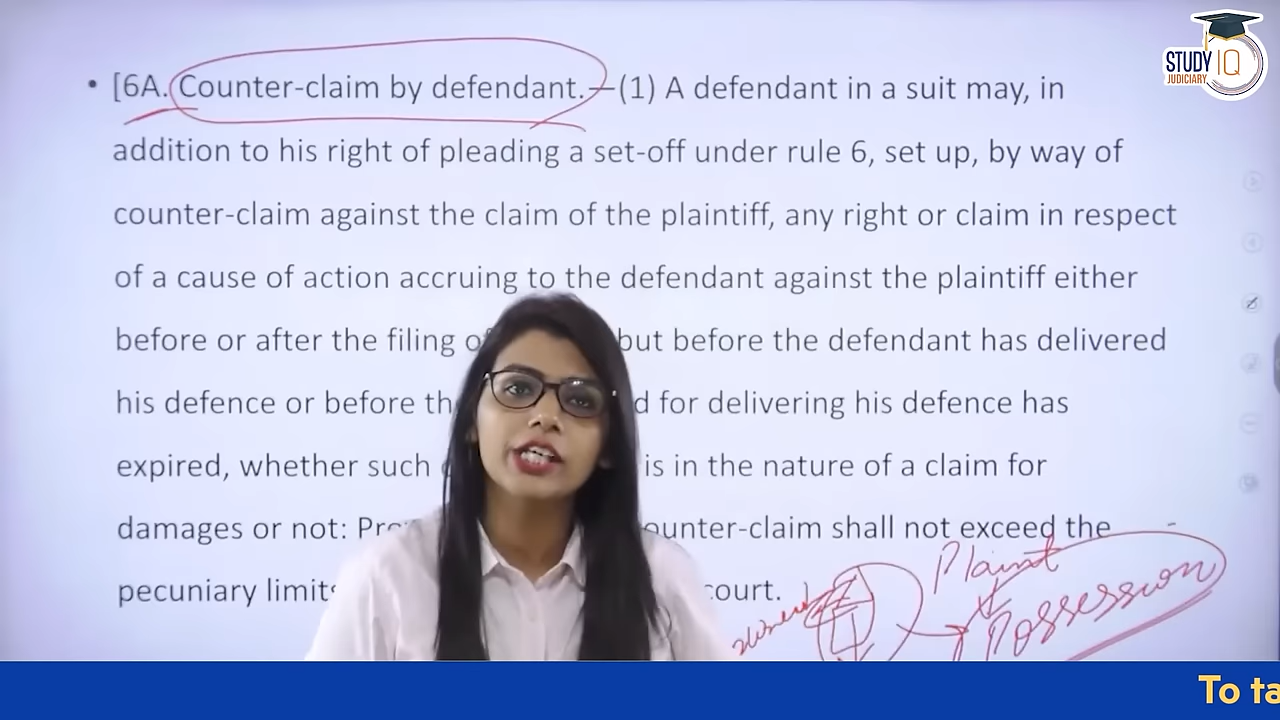 • [6A. Counter-claim by defendant.—(1) A defendant in a suit may, in
addition to his right of pleading a set-off under rule 6, set up, by way of
counter-claim against the claim of the plaintiff, any right or claim in respect
of a cause of action accruing to the defendant against the plaintiff either
before or after the filing of but before the defendant has delivered
his defence or before d for delivering his defence has
expired, whether such is in the nature of a claim for
damages or not: ounter-claim shall not exceed the
pecuniary limits court.
Plaint
Possession
STUDY IQ
JUDICIARY
To ta